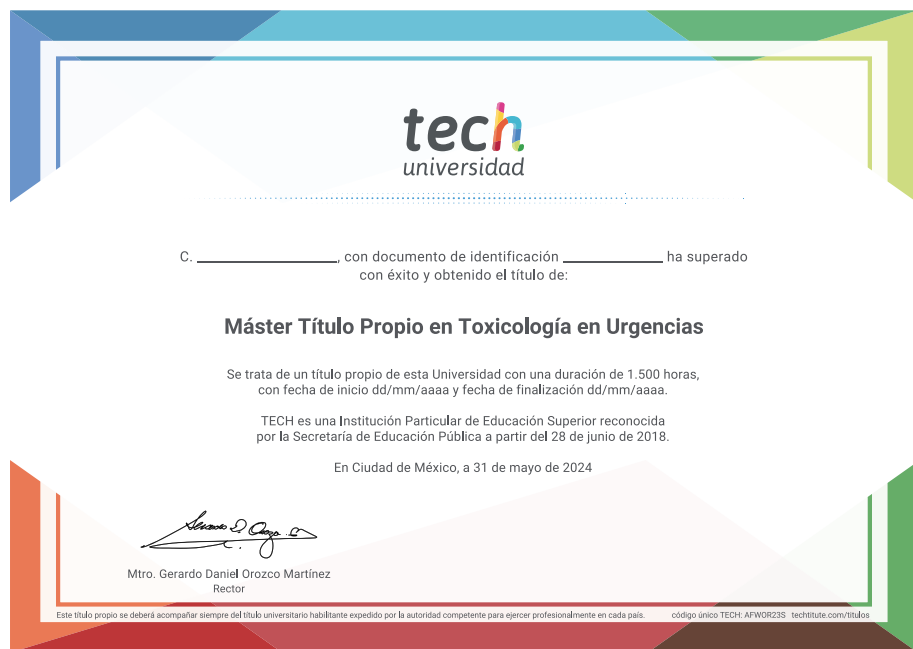 tech
universidad
C. ____________, con documento de identificación ____________ ha superado
con éxito y obtenido el título de:
Máster Título Propio en Toxicología en Urgencias
Se trata de un título propio de esta Universidad con una duración de 1.500 horas,
con fecha de inicio dd/mm/aaaa y fecha de finalización dd/mm/aaaa.
TECH es una Institución Particular de Educación Superior reconocida
por la Secretaría de Educación Pública a partir del 28 de junio de 2018.
En Ciudad de México, a 31 de mayo de 2024
Mtro. Gerardo Daniel Orozco Martínez
Rector
Este título propio se deberá acompañar siempre del título universitario habilitante expedido por la autoridad competente para ejercer profesionalmente en cada país. código único TECH: AFWOR23S techtitute.com/titulos